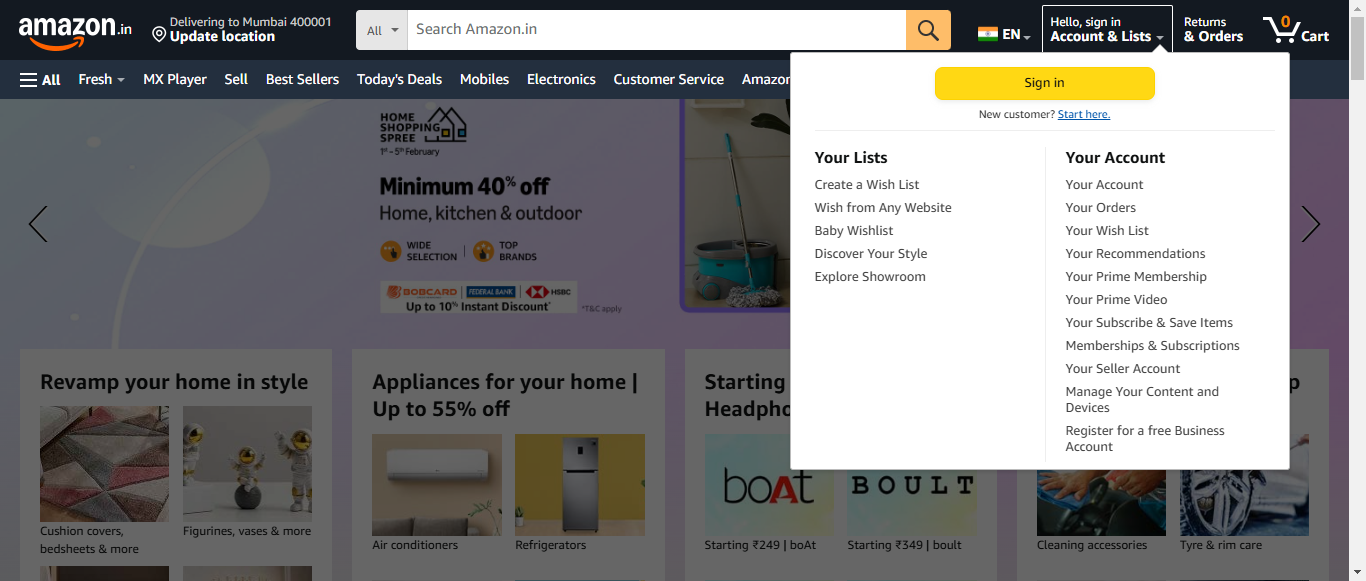 amazon.in
Delivering to Mumbai 400001
Update location
All
Search Amazon.in
EN
Hello, sign in
Account & Lists
Returns
& Orders
0
Cart
All
Fresh
MX Player
Sell
Best Sellers
Today's Deals
Mobiles
Electronics
Customer Service
Sign in
New customer? Start here.
Your Lists
Create a Wish List
Wish from Any Website
Baby Wishlist
Discover Your Style
Explore Showroom
Your Account
Your Account
Your Orders
Your Wish List
Your Recommendations
Your Prime Membership
Your Prime Video
Your Subscribe & Save Items
Memberships & Subscriptions
Your Seller Account
Manage Your Content and
Devices
Register for a free Business
Account
HOME
SHOPPING
SPREE
1st – 5th February
Minimum 40% off
Home, kitchen & outdoor
WIDE
SELECTION
TOP
BRANDS
BOBCARD
FEDERAL BANK
HSBC
Up to 10% Instant Discount*
*T&C apply
Revamp your home in style
Cushion covers,
bedsheets & more
Figurines, vases & more
Appliances for your home |
Up to 55% off
Air conditioners
Refrigerators
Starting
boAt
BOULT
Starting ₹249 | boAt
Starting ₹349 | boult
Cleaning accessories
Tyre & rim care